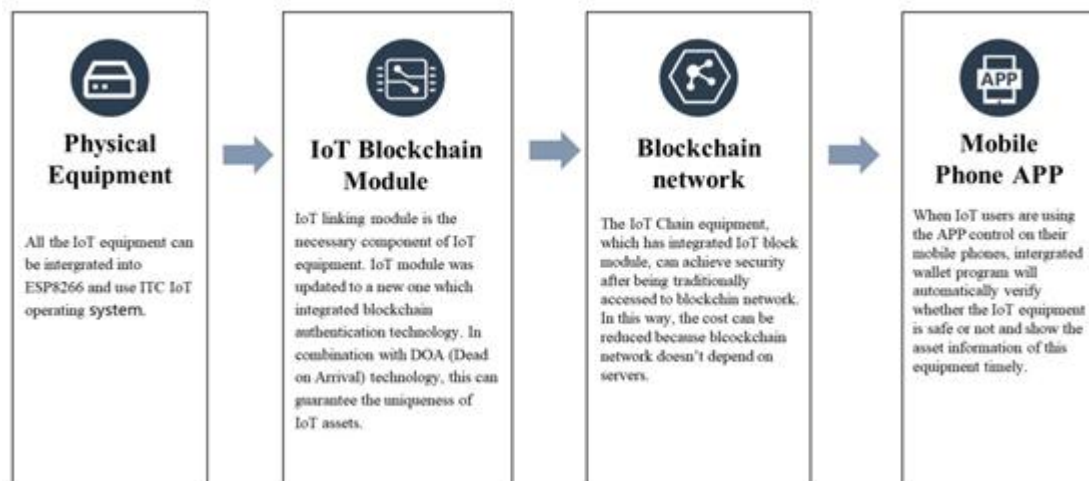 Physical
Equipment
All the IoT equipment can
be intergrated into
ESP8266 and use ITC IoT
operating system.
IoT Blockchain
Module
IoT linking module is the
necessary component of IoT
equipment. IoT module was
updated to a new one which
integrated blockchain
authentication technology. In
combination with DOA (Dead
on Arrival) technology, this can
guarantee the uniqueness of
IoT assets.
Blockchain
network
The IoT Chain equipment,
which has integrated IoT block
module, can achieve security
after being traditionally
accessed to blockchin network.
In this way, the cost can be
reduced because blcockchain
network doesn't depend on
servers.
APP
Mobile
Phone APP
When IoT users are using
the APP control on their
mobile phones, intergrated
wallet program will
automatically verify
whether the IoT equipment
is safe or not and show the
asset information of this
equipment timely.